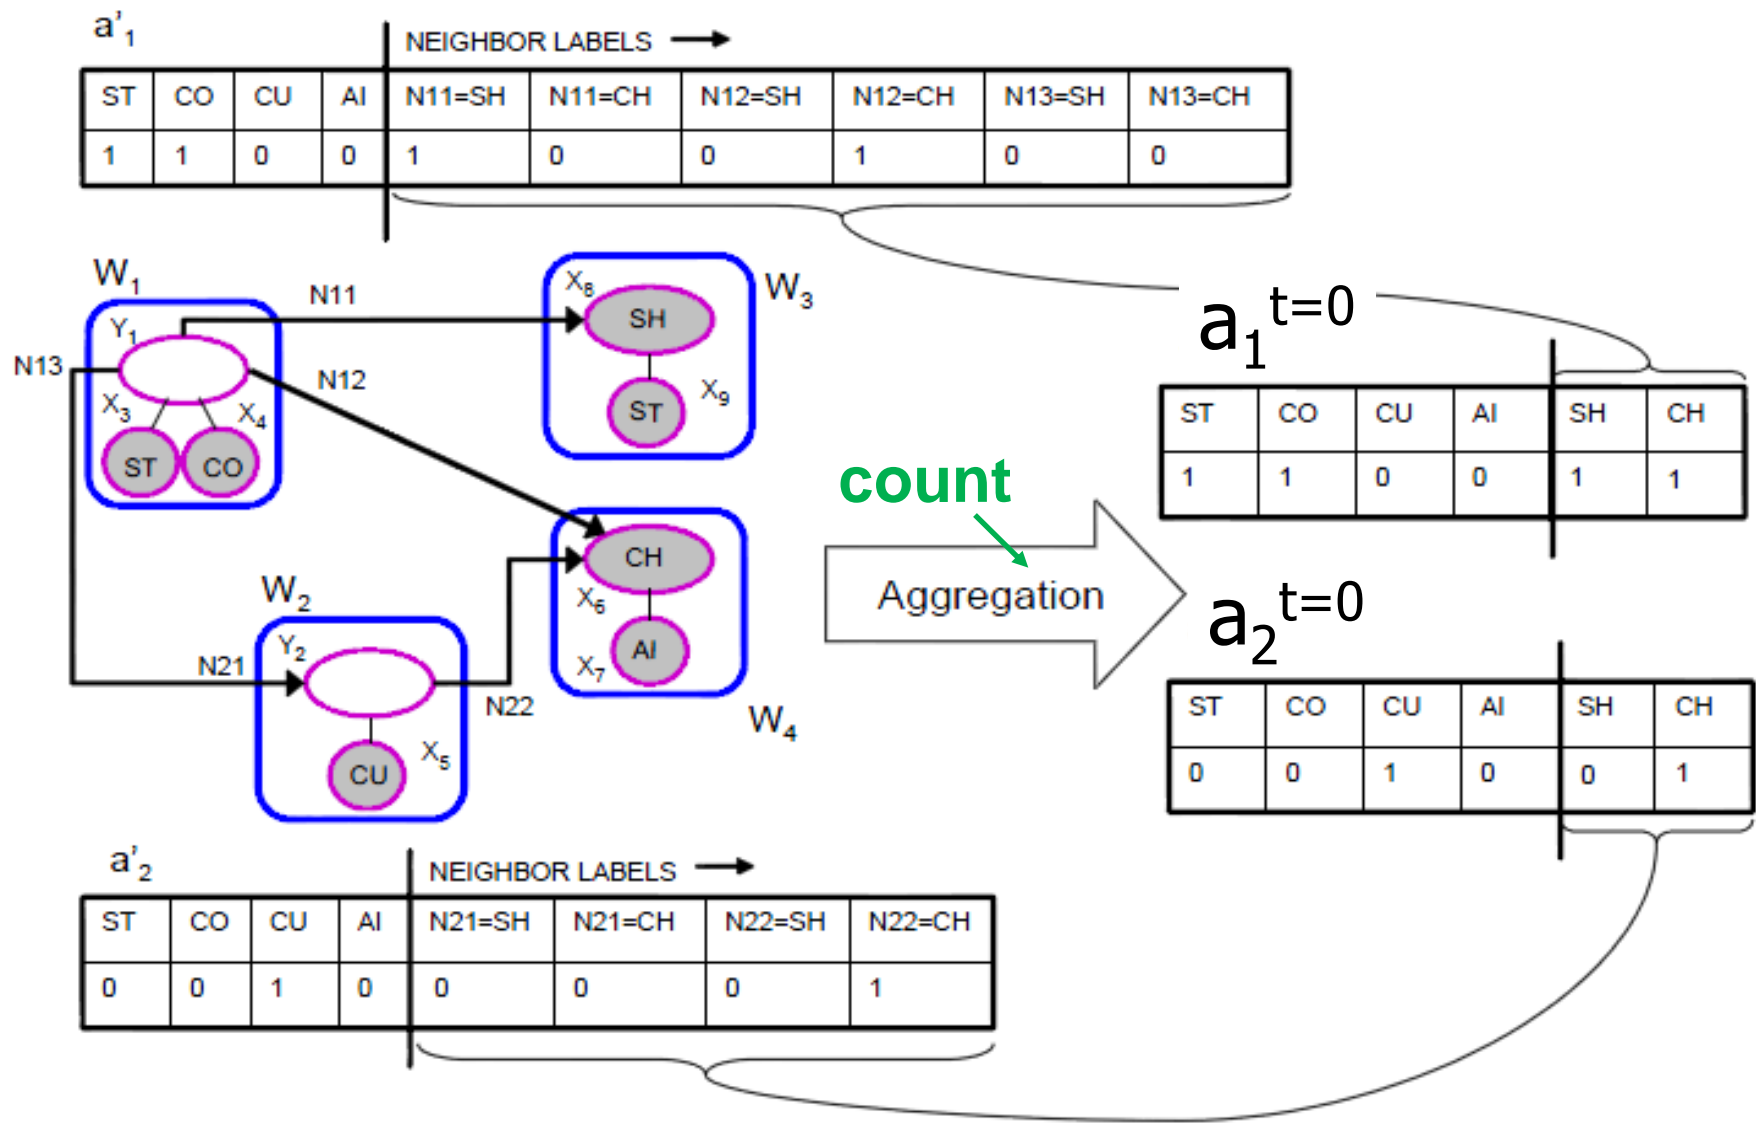 a'1
NEIGHBOR LABELS
ST CO CU AI N11=SH N11=CH N12=SH N12=CH N13=SH N13=CH
1 1 0 0 1 0 0 1 0 0
W1
N11
X8
SH
W3
Y1
N13
N12
X3
X4
ST
CO
X9
ST
a1 t=0
ST CO CU AI SH CH
1 1 0 0 1 1
count
Aggregation
CH
X6
AI
X7
W4
W2
Y2
N21
N22
X5
CU
a2 t=0
ST CO CU AI SH CH
0 0 1 0 0 1
a'2
NEIGHBOR LABELS
ST CO CU AI N21=SH N21=CH N22=SH N22=CH
0 0 1 0 0 0 0 1